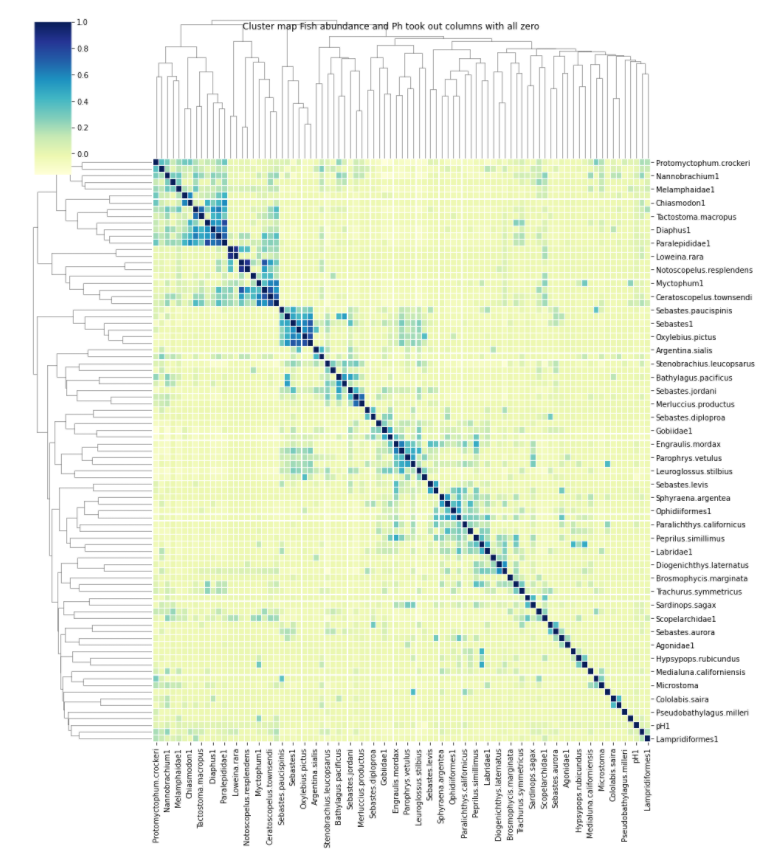 Cluster map Fish abundance and Ph took out columns with all zero
1.0
0.8
0.6
0.4
0.2
0.0
Protomyctophum.crockeri
Nannobrachium1
Melamphaidae1
Chiasmodon1
Tactostoma.macropus
Diaphus1
Paralepididae1
Loweina.rara
Notoscopelus.resplendens
Myctophum1
Ceratoscopelus.townsendi
Sebastes.paucispinis
Sebastes1
Oxylebius.pictus
Argentina.sialis
Stenobrachius.leucopsarus
Bathylagus.pacificus
Sebastes.jordani
Merluccius.productus
Sebastes.diploproa
Gobiidae1
Engraulis.mordax
Parophrys.vetulus
Leuroglossus.stilbius
Sebastes.levis
Sphyraena.argentea
Ophidiiformes1
Paralichthys.californicus
Peprilus.simillimus
Labridae1
Diogenichthys.laternatus
Brosmophycis.marginata
Trachurus.symmetricus
Sardinops.sagax
Scopelarchidae1
Sebastes.aurora
Agonidae1
Hypsypops.rubicundus
Medialuna.californiensis
Microstoma
Cololabis.saira
Pseudobathylagus.milleri
pH1
Lampridiformes1
Protomyctophum.crockeri
Nannobrachium1
Melamphaidae1
Chiasmodon1
Tactostoma.macropus
Diaphus1
Paralepididae1
Loweina.rara
Notoscopelus.resplendens
Myctophum1
Ceratoscopelus.townsendi
Sebastes.paucispinis
Sebastes1
Oxylebius.pictus
Argentina.sialis
Stenobrachius.leucopsarus
Bathylagus.pacificus
Sebastes.jordani
Merluccius.productus
Sebastes.diploproa
Gobiidae1
Engraulis.mordax
Parophrys.vetulus
Leuroglossus.stilbius
Sebastes.levis
Sphyraena.argentea
Ophidiiformes1
Paralichthys.californicus
Peprilus.simillimus
Labridae1
Diogenichthys.laternatus
Brosmophycis.marginata
Trachurus.symmetricus
Sardinops.sagax
Scopelarchidae1
Sebastes.aurora
Agonidae1
Hypsypops.rubicundus
Medialuna.californiensis
Microstoma
Cololabis.saira
Pseudobathylagus.milleri
pH1
Lampridiformes1